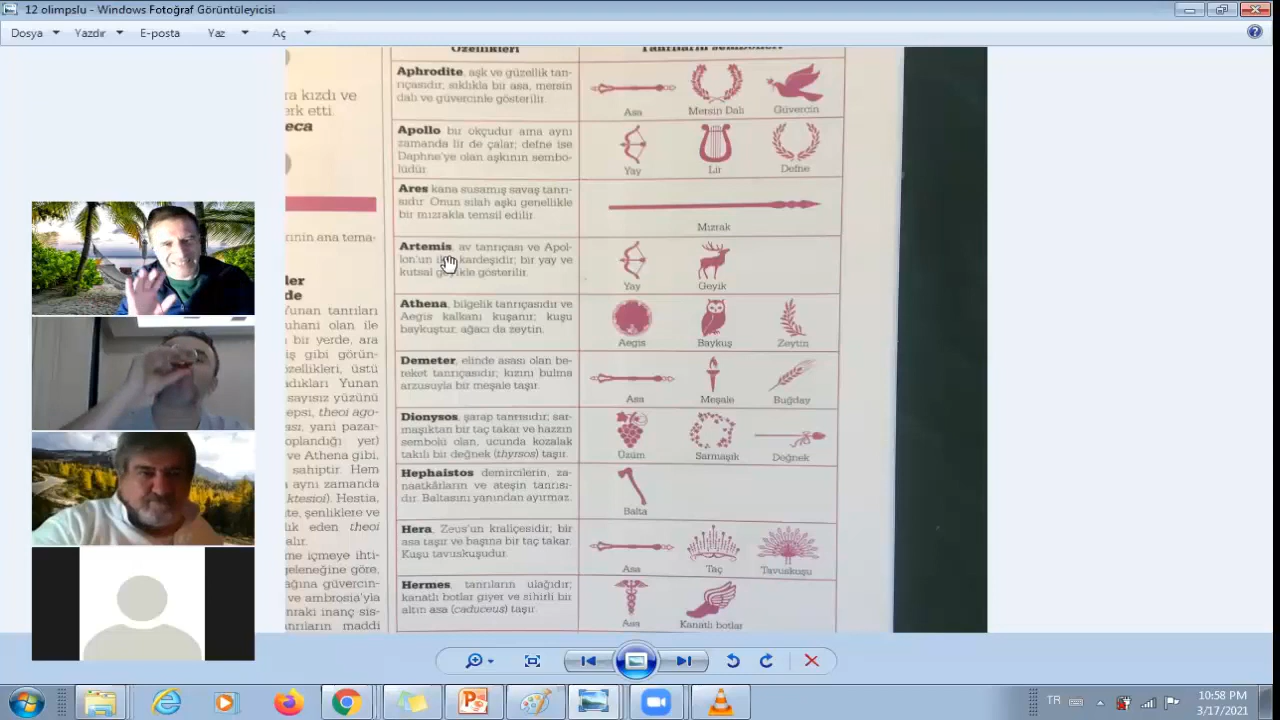 12 olimpslu - Windows Fotoğraf Görüntüleyicisi
Dosya Yazdır E-posta Yaz Aç
Özellikleri Tanrıların Sembolleri
ra kızdı ve
erk etti.
eca
rinin ana tema-
ler
de
Yunan tanrıları
uhani olan ile
bir yerde, ara
iş gibi görün-
zellikleri, üstü
dıkları Yunan
sayısız yüzünü
epsi, theoi ago-
ası, yani pazar-
oplandığı yet)
ve Athena gibi,
sahiptir. Hem
aynı zamanda
ktesioi). Hestia,
te, şenliklere ve
lik eden theoi
alır.
me içmeye ihti-
geleneğine göre,
ağına güvercin-
ve ambrosia'yla
nraki inanç sis-
anrıların maddi
Aphrodite, aşk ve güzellik tan-
rıçasıdır, sıklıkla bir asa, mersin
dalı ve güvercinle gösterilir.
Asa Mersin Dalı Güvercin
Apollo bir okçudur ama aynı
zamanda lir de çalar; defne ise
Daphne'ye olan aşkının sembo-
lüdür.
Yay Lir Defne
Ares kana susamış savaş tanrı-
sıdır. Onun silah aşkı genellikle
bir mızrakla temsil edilir.
Mızrak
Artemis, av tanrıçası ve Apol-
lon'un kardeşidir; bir yay ve
kutsal geyikle gösterilir.
Yay Geyik
Athena, bilgelik tanrıçasıdır ve
Aegis kalkanı kuşanır; kuşu
baykuştur, ağacı da zeytin.
Aegis Baykuş Zeytin
Demeter, elinde asası olan be-
reket tanrıçasıdır; kızını bulma
arzusuyla bir meşale taşır.
Asa Meşale Buğday
Dionysos, şarap tanrısıdır; sar-
maşıktan bir taç takar ve hazzın
sembolü olan, ucunda kozalak
takılı bir değnek (thyrsos) taşır.
Üzüm Sarmaşık Değnek
Hephaistos demircilerin, za-
naatkârların ve ateşin tanrısı-
dır. Baltasını yanından ayırmaz.
Balta
Hera, Zeus'un kraliçesidir; bir
asa taşır ve başına bir taç takar.
Kuşu tavuskuşudur.
Asa Taç Tavuskuşu
Hermes, tanrıların ulağıdır;
kanatlı botlar giyer ve sihirli bir
altın asa (caduceus) taşır.
Asa Kanatlı botlar
TR
10:58 PM
3/17/2021